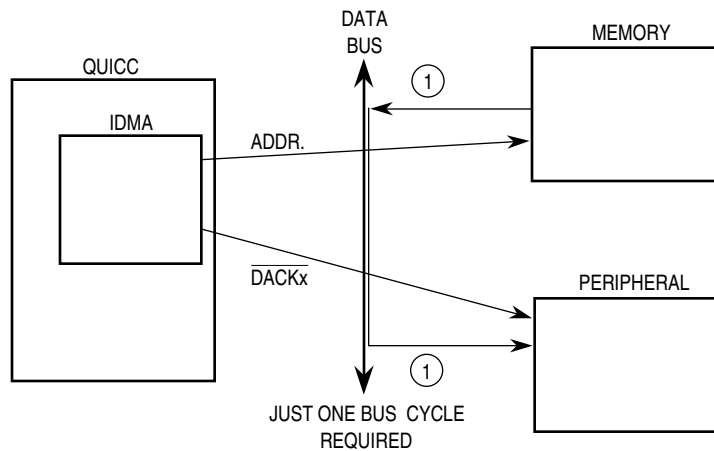 DATA
BUS
MEMORY
QUICC
1
IDMA
ADDR.
DACKx
PERIPHERAL
1
JUST ONE BUS CYCLE
REQUIRED